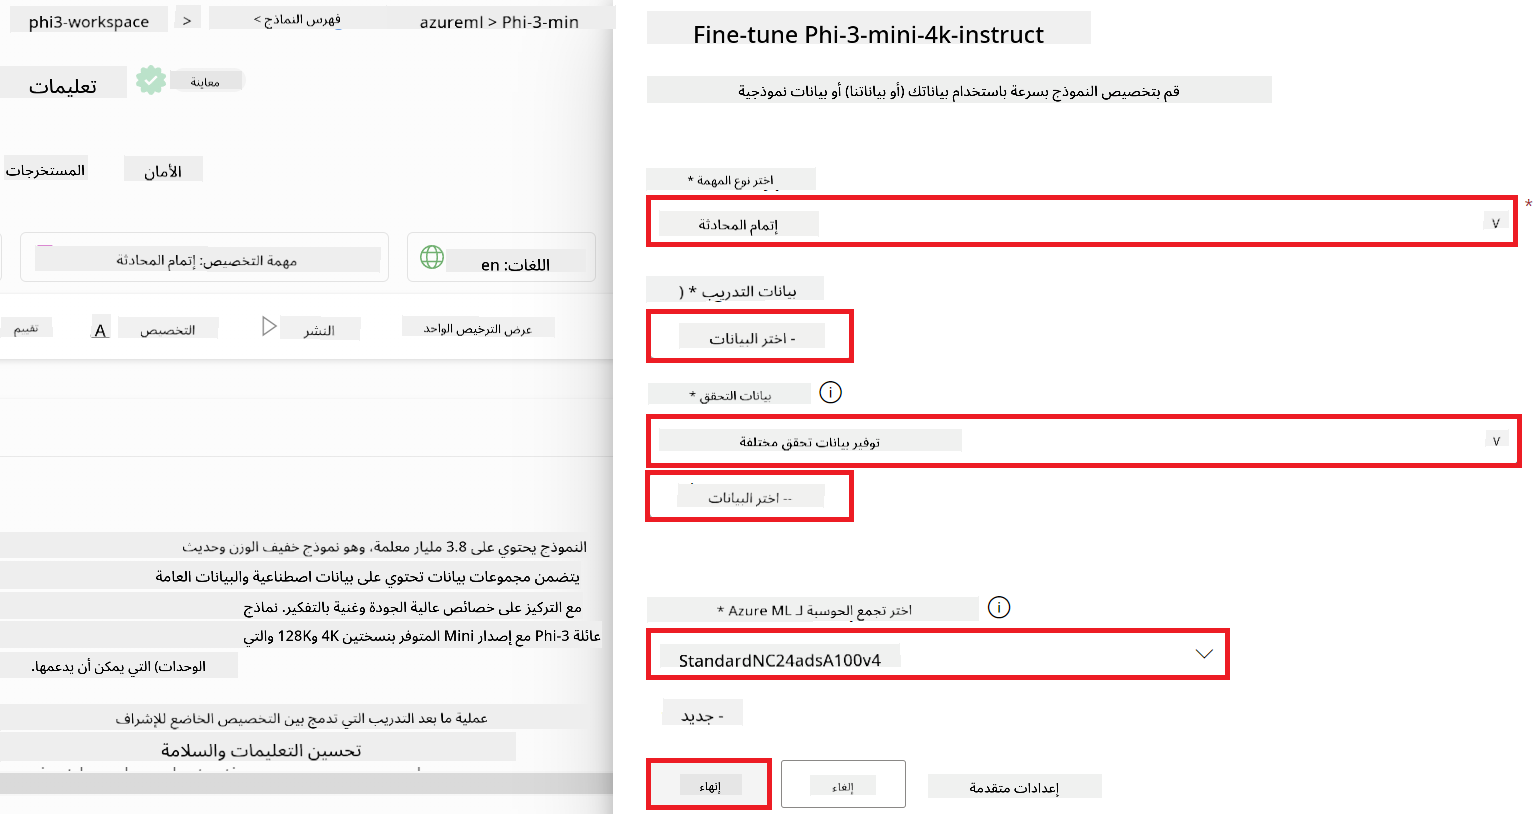 phi3-workspace > فهرس النماذج > azureml > Phi-3-min
تعليمات
معاينة
المستخرجات
الأمان
مهمة التخصيص: إتمام المحادثة
اللغات: en
تقييم
التخصيص
النشر
عرض الترخيص الواحد
النموذج يحتوي على 3.8 مليار معلمة، وهو نموذج خفيف الوزن وحديث
يتضمن مجموعات بيانات تحتوي على بيانات اصطناعية والبيانات العامة
مع التركيز على خصائص عالية الجودة وغنية بالتفكير. نماذج
عائلة Phi-3 مع إصدار Mini المتوفر بنسختين 4K و128K والتي
الوحدات) التي يمكن أن يدعمها.
عملية ما بعد التدريب التي تدمج بين التخصيص الخاضع للإشراف
تحسين التعليمات والسلامة
Fine-tune Phi-3-mini-4k-instruct
قم بتخصيص النموذج بسرعة باستخدام بياناتك (أو بياناتنا) أو بيانات نموذجية
اختر نوع المهمة *
إتمام المحادثة
بيانات التدريب * (
- اختر البيانات
بيانات التحقق *
توفير بيانات تحقق مختلفة
-- اختر البيانات
اختر تجمع الحوسبة لـ Azure ML *
StandardNC24adsA100v4
- جديد
إنهاء
إلغاء
إعدادات متقدمة